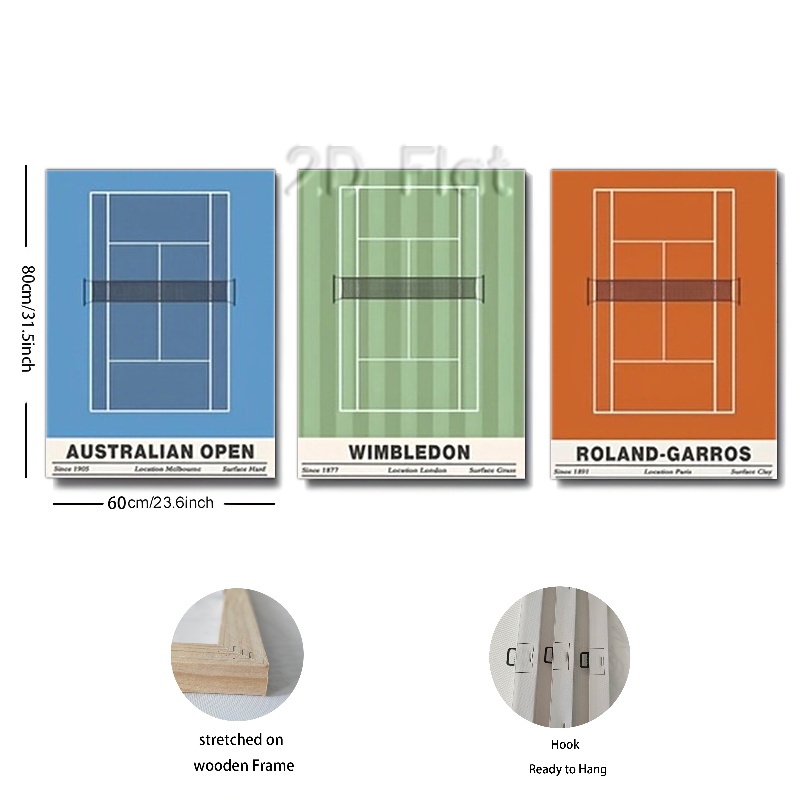 2D Flat
80cm/31.5inch
AUSTRALIAN OPEN
Since 1905 Location Melbourne Surface Hard
WIMBLEDON
Since 1877 Location London Surface Grass
ROLAND-GARROS
Since 1891 Location Paris Surface Clay
60cm/23.6inch
stretched on
wooden Frame
Hook
Ready to Hang